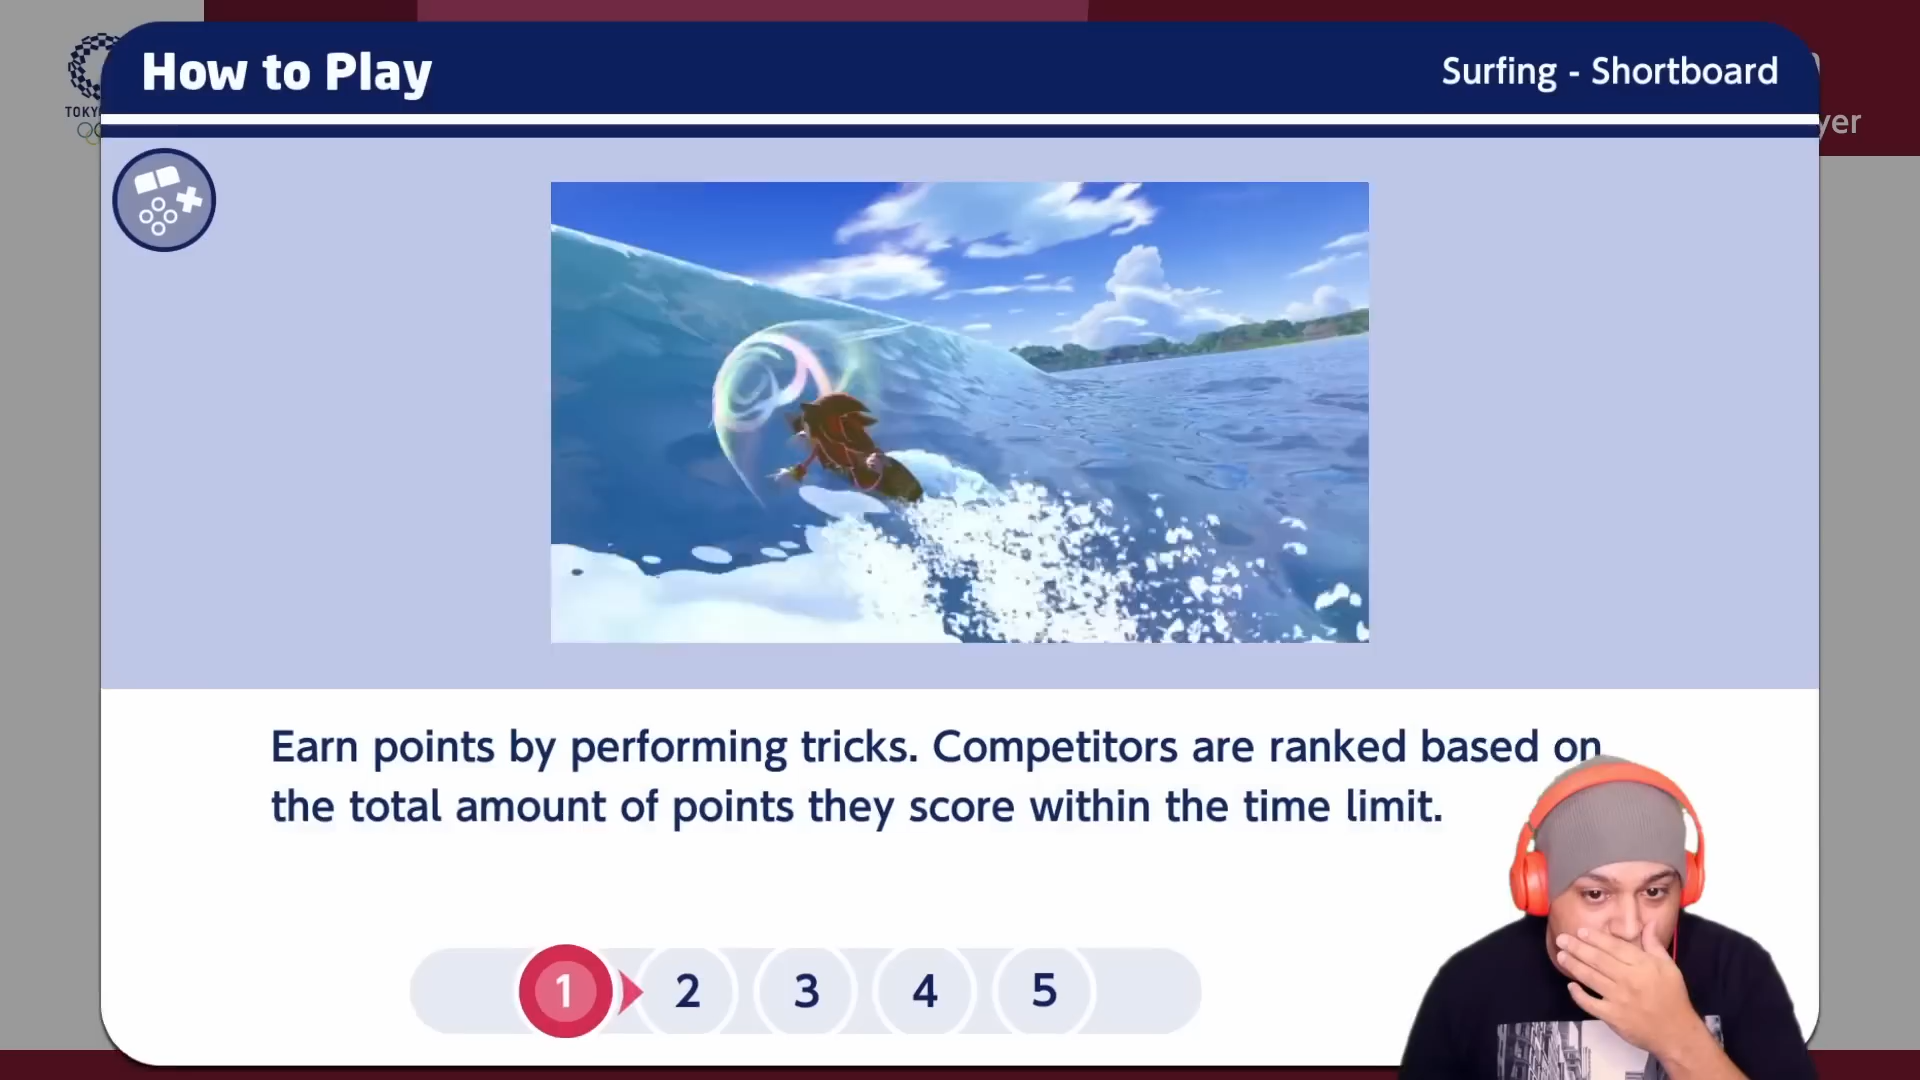 How to Play
Surfing - Shortboard
TOKY
yer
Earn points by performing tricks. Competitors are ranked based on
the total amount of points they score within the time limit.
1 2 3 4 5